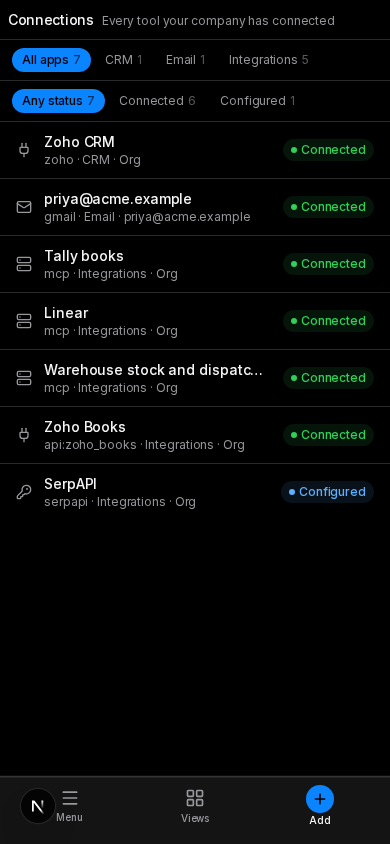 Connections Every tool your company has connected
All apps 7 CRM 1 Email 1 Integrations 5
Any status 7 Connected 6 Configured 1
Zoho CRM
zoho · CRM · Org
Connected
priya@acme.example
gmail · Email · priya@acme.example
Connected
Tally books
mcp · Integrations · Org
Connected
Linear
mcp · Integrations · Org
Connected
Warehouse stock and dispatc...
mcp · Integrations · Org
Connected
Zoho Books
api:zoho_books · Integrations · Org
Connected
SerpAPI
serpapi · Integrations · Org
Configured
N
Menu
Views
Add